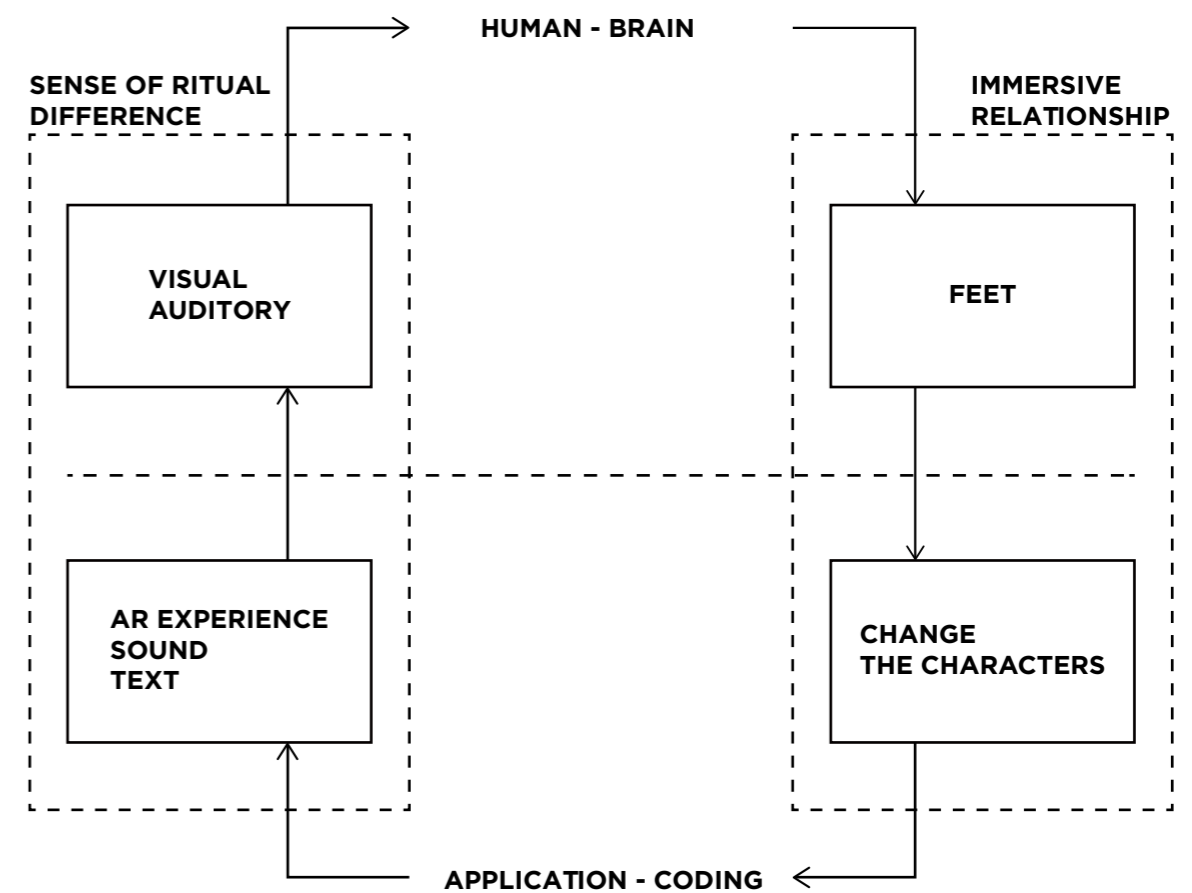 HUMAN - BRAIN
SENSE OF RITUAL
DIFFERENCE
IMMERSIVE
RELATIONSHIP
VISUAL
AUDITORY
FEET
AR EXPERIENCE
SOUND
TEXT
CHANGE
THE CHARACTERS
APPLICATION - CODING